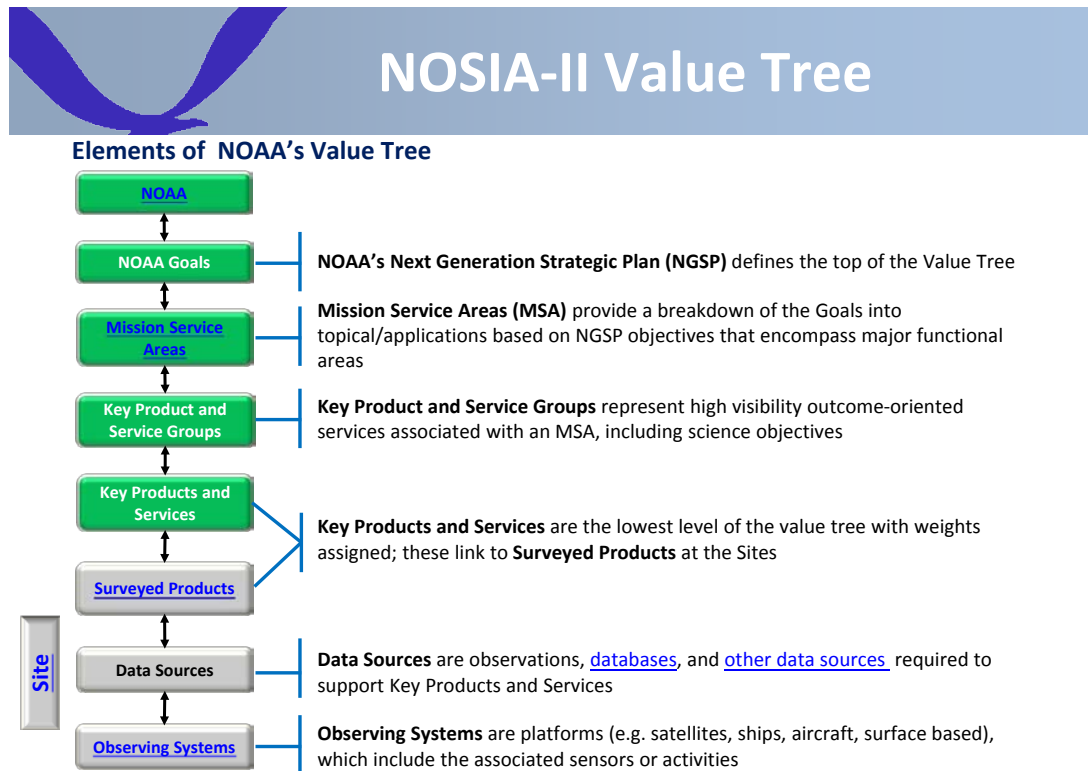 NOSIA-II Value Tree
Elements of NOAA's Value Tree
NOAA
NOAA Goals
NOAA's Next Generation Strategic Plan (NGSP) defines the top of the Value Tree
Mission Service
Areas
Mission Service Areas (MSA) provide a breakdown of the Goals into
topical/applications based on NGSP objectives that encompass major functional
areas
Key Product and
Service Groups
Key Product and Service Groups represent high visibility outcome-oriented
services associated with an MSA, including science objectives
Key Products and
Services
Key Products and Services are the lowest level of the value tree with weights
assigned; these link to Surveyed Products at the Sites
Surveyed Products
Site
Data Sources
Data Sources are observations, databases, and other data sources required to
support Key Products and Services
Observing Systems
Observing Systems are platforms (e.g. satellites, ships, aircraft, surface based),
which include the associated sensors or activities